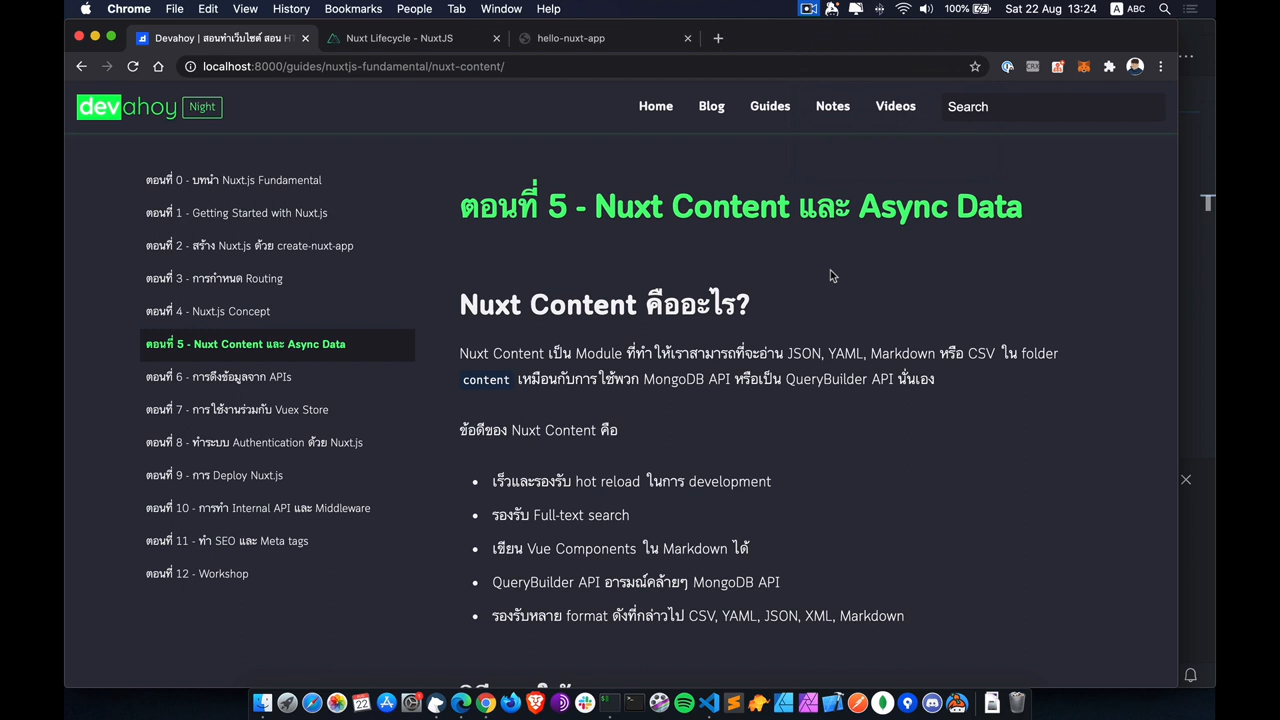 Chrome File Edit View History Bookmarks People Tab Window Help 100% Sat 22 Aug 13:24 A ABC
Devahoy | สอนทำเว็บไซต์ สอน HT Nuxt Lifecycle - NuxtJS hello-nuxt-app
localhost:8000/guides/nuxtjs-fundamental/nuxt-content/
devahoy Night Home Blog Guides Notes Videos Search
ตอนที่ 0 - บทนำ Nuxt.js Fundamental
ตอนที่ 1 - Getting Started with Nuxt.js
ตอนที่ 2 - สร้าง Nuxt.js ด้วย create-nuxt-app
ตอนที่ 3 - การกำหนด Routing
ตอนที่ 4 - Nuxt.js Concept
ตอนที่ 5 - Nuxt Content และ Async Data
ตอนที่ 6 - การดึงข้อมูลจาก APIs
ตอนที่ 7 - การใช้งานร่วมกับ Vuex Store
ตอนที่ 8 - ทำระบบ Authentication ด้วย Nuxt.js
ตอนที่ 9 - การ Deploy Nuxt.js
ตอนที่ 10 - การทำ Internal API และ Middleware
ตอนที่ 11 - ทำ SEO และ Meta tags
ตอนที่ 12 - Workshop
ตอนที่ 5 - Nuxt Content และ Async Data
Nuxt Content คืออะไร?
Nuxt Content เป็น Module ที่ทำให้เราสามารถที่จะอ่าน JSON, YAML, Markdown หรือ CSV ใน folder
content เหมือนกับการใช้พวก MongoDB API หรือเป็น QueryBuilder API นั่นเอง
ข้อดีของ Nuxt Content คือ
• เร็วและรองรับ hot reload ในการ development
• รองรับ Full-text search
• เขียน Vue Components ใน Markdown ได้
• QueryBuilder API อารมณ์คล้ายๆ MongoDB API
• รองรับหลาย format ดังที่กล่าวไป CSV, YAML, JSON, XML, Markdown